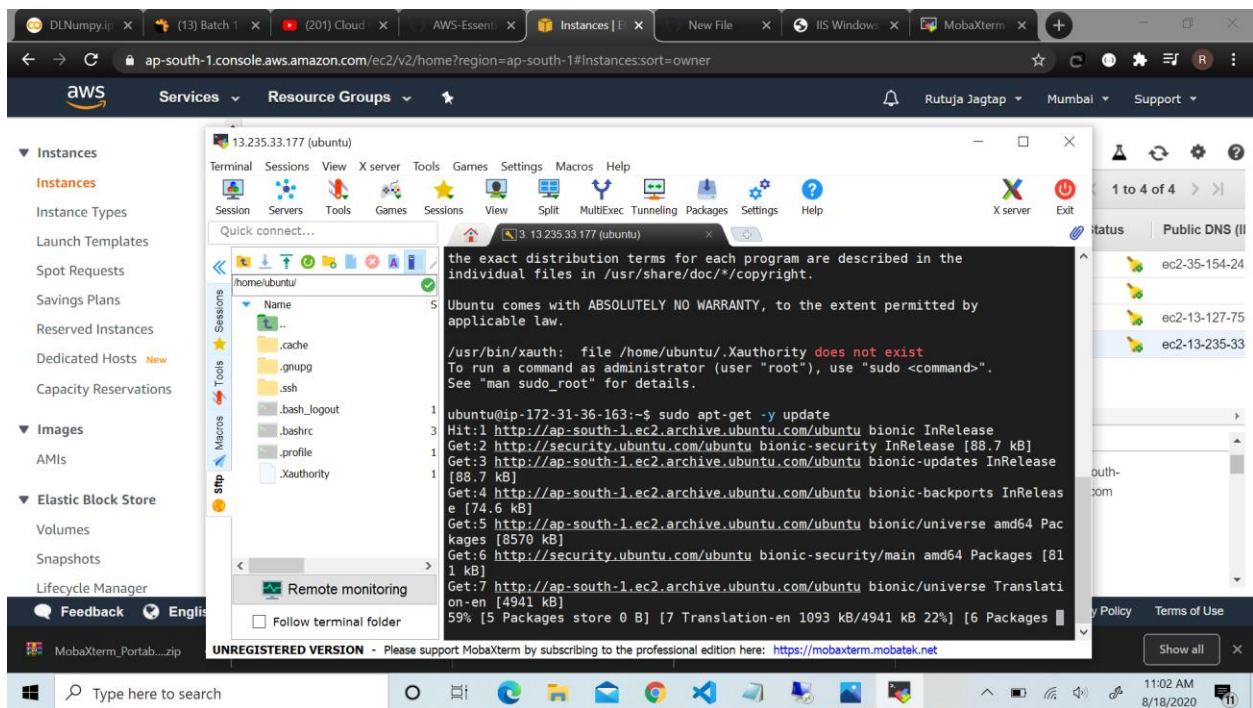 DLNumpy.ip
(13) Batch 1
(201) Cloud
AWS-Essenti
Instances | E
New File
IIS Windows
MobaXterm
ap-south-1.console.aws.amazon.com/ec2/v2/home?region=ap-south-1#Instances:sort=owner
R
aws
Services
Resource Groups
Rutuja Jagtap
Mumbai
Support
Instances
Instances
Instance Types
Launch Templates
Spot Requests
Savings Plans
Reserved Instances
Dedicated Hosts New
Capacity Reservations
Images
AMIs
Elastic Block Store
Volumes
Snapshots
Lifecycle Manager
Feedback
Englis
13.235.33.177 (ubuntu)
Terminal Sessions View X server Tools Games Settings Macros Help
Session Servers Tools Games Sessions View Split MultiExec Tunneling Packages Settings Help
X server Exit
Quick connect...
3. 13.235.33.177 (ubuntu)
Sessions
Tools
Macros
Sftp
/home/ubuntu/
Name S
..
.cache
.gnupg
.ssh
.bash_logout 1
.bashrc 3
.profile 1
.Xauthority 1
Remote monitoring
Follow terminal folder
the exact distribution terms for each program are described in the
individual files in /usr/share/doc/*/copyright.
Ubuntu comes with ABSOLUTELY NO WARRANTY, to the extent permitted by
applicable law.
/usr/bin/xauth:  file /home/ubuntu/.Xauthority does not exist
To run a command as administrator (user "root"), use "sudo <command>".
See "man sudo_root" for details.
ubuntu@ip-172-31-36-163:~$ sudo apt-get -y update
Hit:1 http://ap-south-1.ec2.archive.ubuntu.com/ubuntu bionic InRelease
Get:2 http://security.ubuntu.com/ubuntu bionic-security InRelease [88.7 kB]
Get:3 http://ap-south-1.ec2.archive.ubuntu.com/ubuntu bionic-updates InRelease
[88.7 kB]
Get:4 http://ap-south-1.ec2.archive.ubuntu.com/ubuntu bionic-backports InReleas
e [74.6 kB]
Get:5 http://ap-south-1.ec2.archive.ubuntu.com/ubuntu bionic/universe amd64 Pac
kages [8570 kB]
Get:6 http://security.ubuntu.com/ubuntu bionic-security/main amd64 Packages [81
1 kB]
Get:7 http://ap-south-1.ec2.archive.ubuntu.com/ubuntu bionic/universe Translati
on-en [4941 kB]
59% [5 Packages store 0 B] [7 Translation-en 1093 kB/4941 kB 22%] [6 Packages
UNREGISTERED VERSION - Please support MobaXterm by subscribing to the professional edition here: https://mobaxterm.mobatek.net
1 to 4 of 4
Status Public DNS (I
ec2-35-154-24
ec2-13-127-75
ec2-13-235-33
outh-
com
y Policy
Terms of Use
MobaXterm_Portab....zip
Show all
Type here to search
11:02 AM
8/18/2020
11